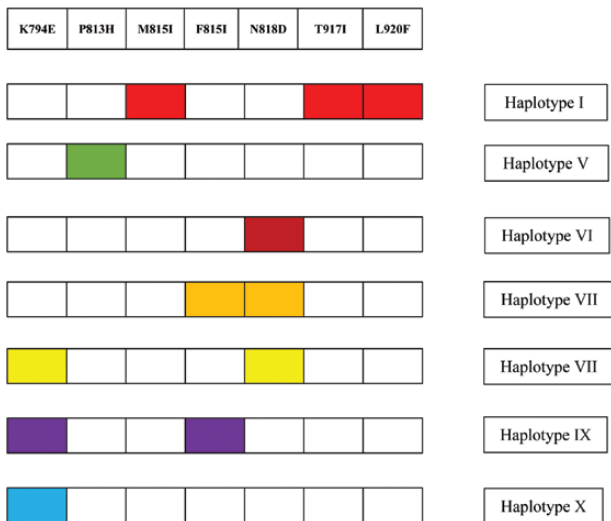 K794E P813H M815I F815I N818D T917I L920F
Haplotype I
Haplotype V
Haplotype VI
Haplotype VII
Haplotype VII
Haplotype IX
Haplotype X